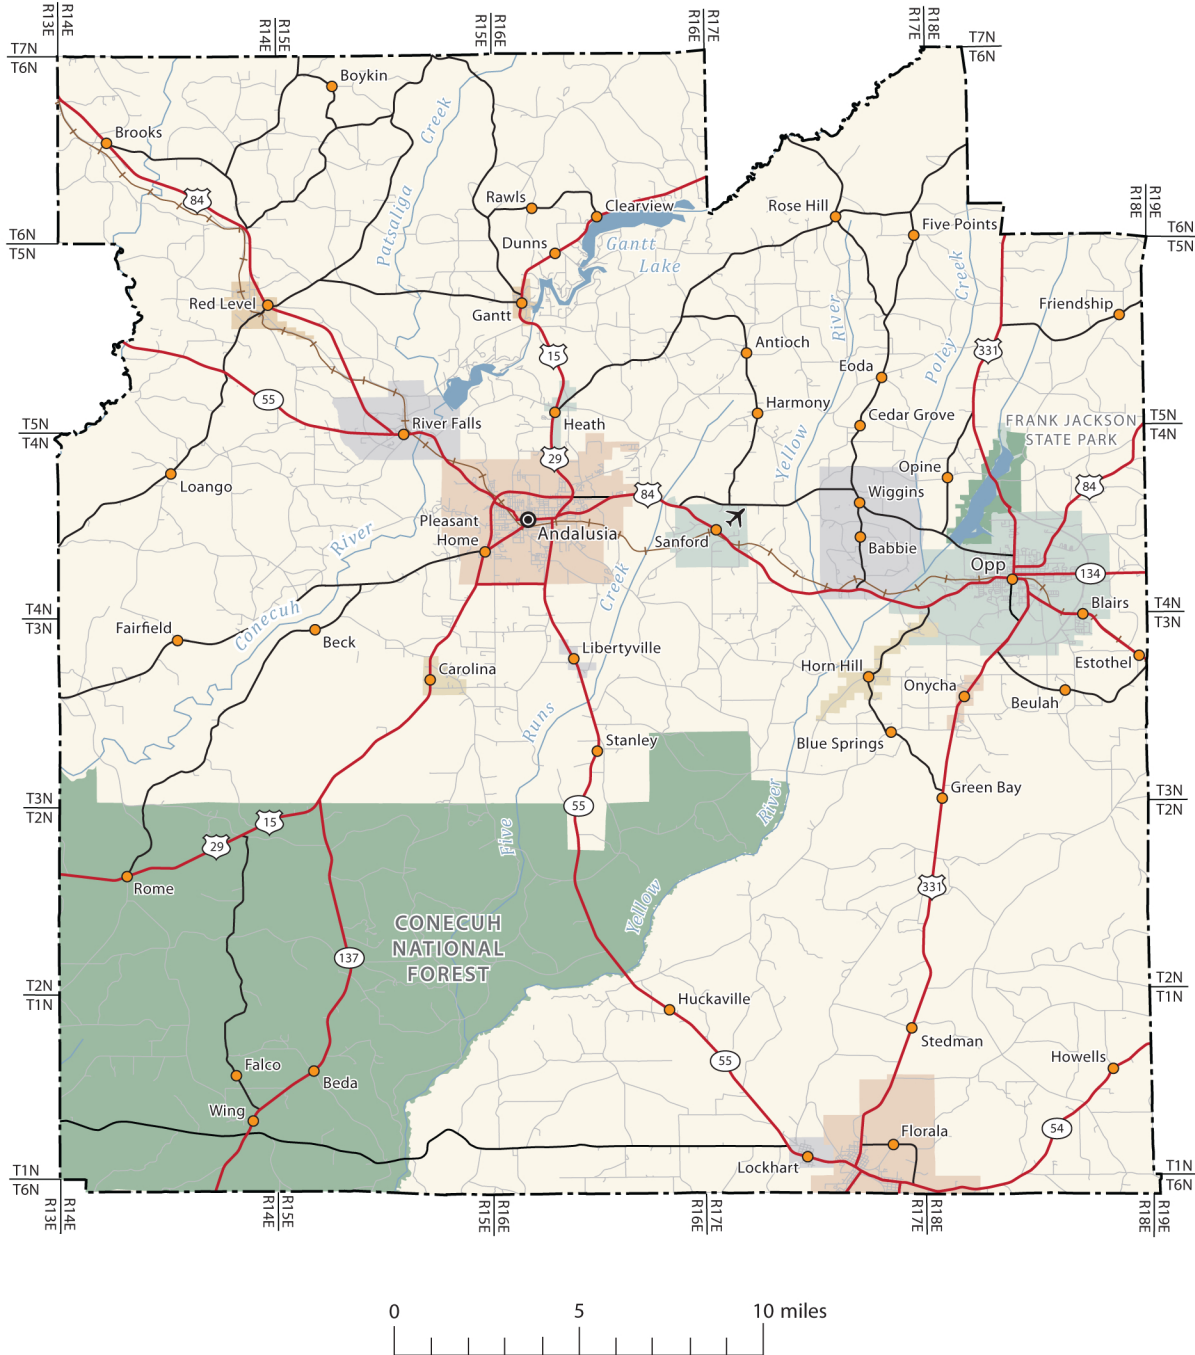 R13E
R14E
R14E
R15E
R15E
R16E
R16E
R17E
R17E
R18E
T7N
T6N
T7N
T6N
Boykin
Brooks
84
Creek
Patsaliga
Rawls
Clearview
Rose Hill
Five Points
R18E
R19E
T6N
T5N
T6N
T5N
Dunns
Gantt
Lake
Creek
Red Level
Gantt
Friendship
River
15
Antioch
331
Eoda
Poley
55
Harmony
Cedar Grove
FRANK JACKSON
STATE PARK
T5N
T4N
T5N
T4N
River Falls
Heath
Yellow
29
Opine
Loango
84
Wiggins
84
Pleasant
Home
Andalusia
Sanford
Babbie
River
Opp
134
Creek
Conecuh
Blairs
T4N
T3N
T4N
T3N
Fairfield
Beck
Libertyville
Estothel
Carolina
Horn Hill
Onycha
Beulah
Runs
Stanley
Blue Springs
Green Bay
T3N
T2N
T3N
T2N
55
River
15
29
Five
Rome
331
Yellow
CONECUH
NATIONAL
FOREST
137
T2N
T1N
T2N
T1N
Huckaville
Stedman
55
Howells
Falco
Beda
Wing
54
Florala
Lockhart
T1N
T6N
T1N
T6N
R13E
R14E
R14E
R15E
R15E
R16E
R16E
R17E
R17E
R18E
R18E
R19E
0 5 10 miles